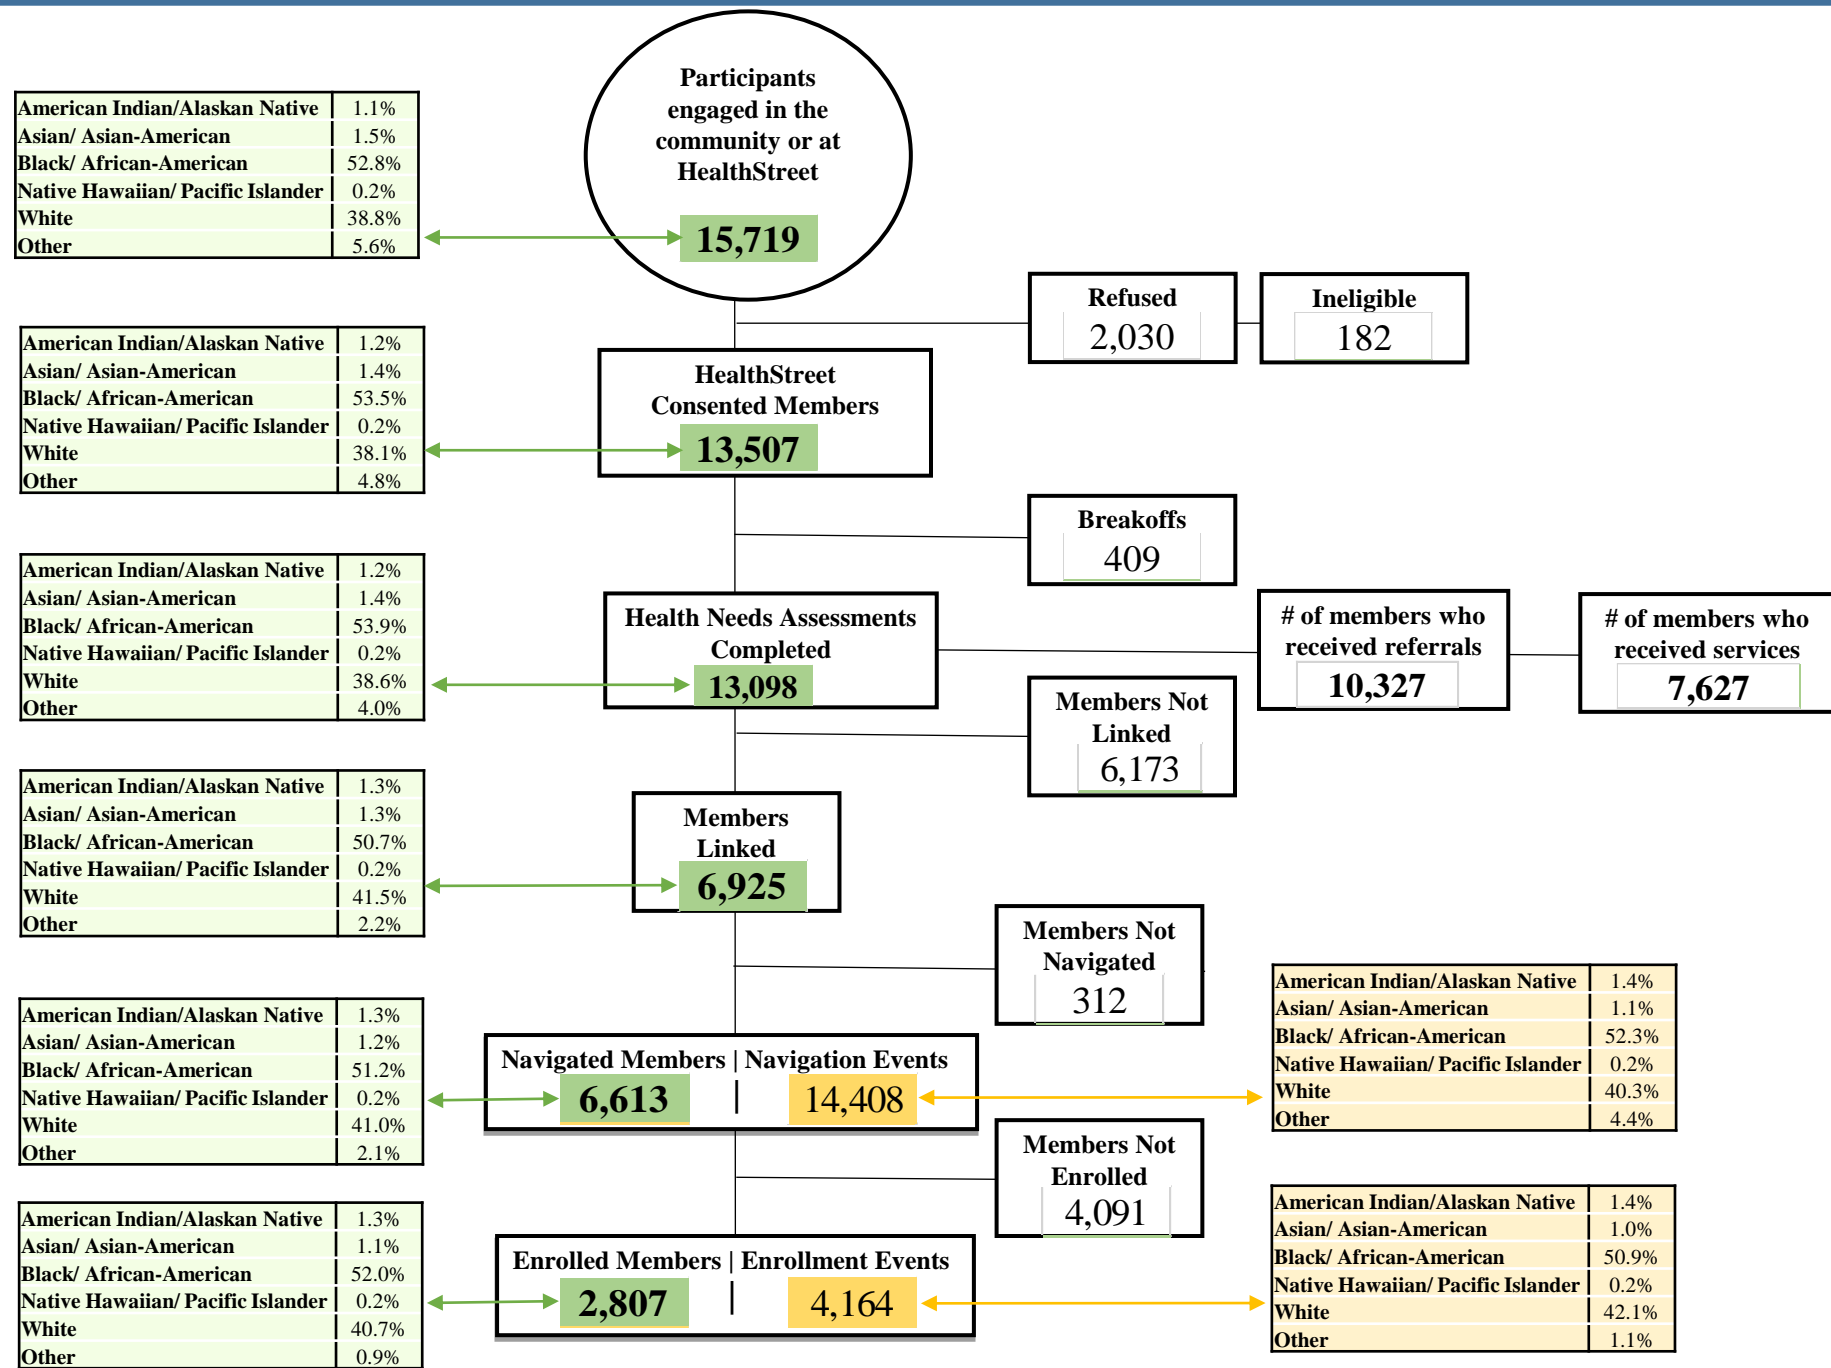 Participants
engaged in the
community or at
HealthStreet
15,719
American Indian/Alaskan Native 1.1%
Asian/ Asian-American 1.5%
Black/ African-American 52.8%
Native Hawaiian/ Pacific Islander 0.2%
White 38.8%
Other 5.6%
Refused
2,030
Ineligible
182
American Indian/Alaskan Native 1.2%
Asian/ Asian-American 1.4%
Black/ African-American 53.5%
Native Hawaiian/ Pacific Islander 0.2%
White 38.1%
Other 4.8%
HealthStreet
Consented Members
13,507
Breakoffs
409
American Indian/Alaskan Native 1.2%
Asian/ Asian-American 1.4%
Black/ African-American 53.9%
Native Hawaiian/ Pacific Islander 0.2%
White 38.6%
Other 4.0%
Health Needs Assessments
Completed
13,098
# of members who
received referrals
10,327
# of members who
received services
7,627
Members Not
Linked
6,173
American Indian/Alaskan Native 1.3%
Asian/ Asian-American 1.3%
Black/ African-American 50.7%
Native Hawaiian/ Pacific Islander 0.2%
White 41.5%
Other 2.2%
Members
Linked
6,925
Members Not
Navigated
312
American Indian/Alaskan Native 1.3%
Asian/ Asian-American 1.2%
Black/ African-American 51.2%
Native Hawaiian/ Pacific Islander 0.2%
White 41.0%
Other 2.1%
Navigated Members | Navigation Events
6,613 | 14,408
American Indian/Alaskan Native 1.4%
Asian/ Asian-American 1.1%
Black/ African-American 52.3%
Native Hawaiian/ Pacific Islander 0.2%
White 40.3%
Other 4.4%
Members Not
Enrolled
4,091
American Indian/Alaskan Native 1.3%
Asian/ Asian-American 1.1%
Black/ African-American 52.0%
Native Hawaiian/ Pacific Islander 0.2%
White 40.7%
Other 0.9%
Enrolled Members | Enrollment Events
2,807 | 4,164
American Indian/Alaskan Native 1.4%
Asian/ Asian-American 1.0%
Black/ African-American 50.9%
Native Hawaiian/ Pacific Islander 0.2%
White 42.1%
Other 1.1%